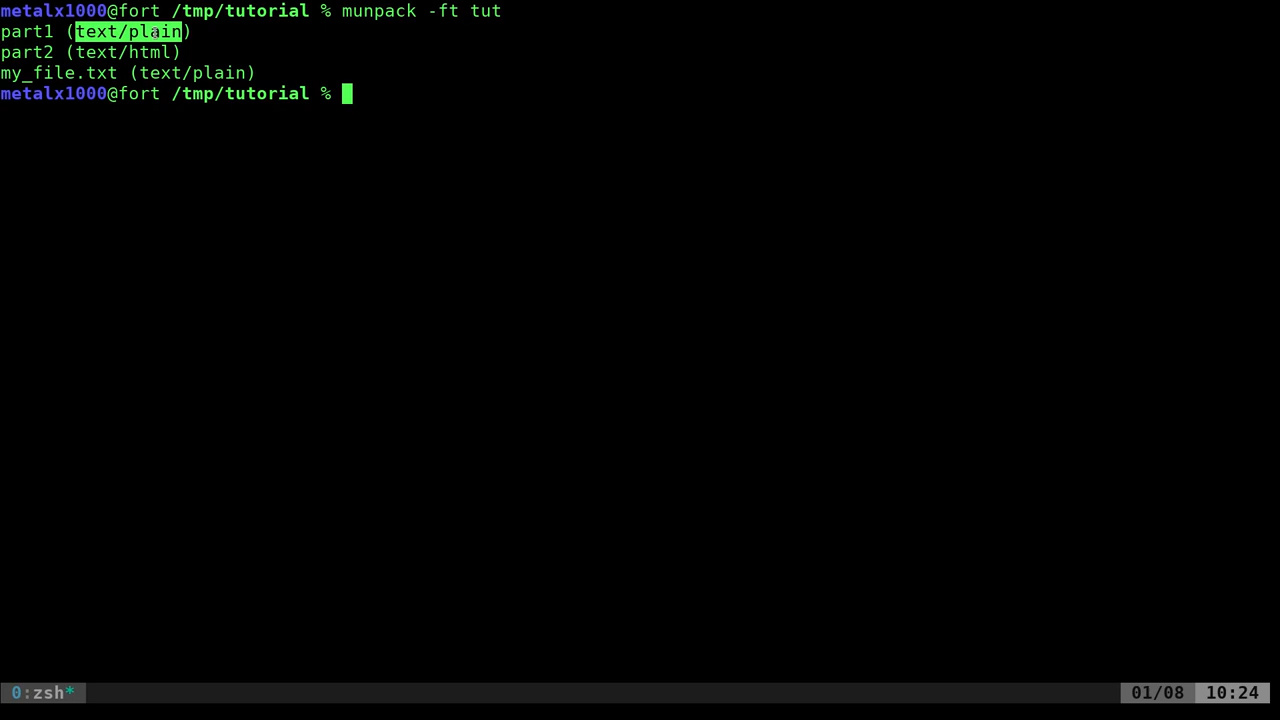 metalx1000@fort /tmp/tutorial % munpack -ft tut
part1 (text/plain)
part2 (text/html)
my_file.txt (text/plain)
metalx1000@fort /tmp/tutorial %
0:zsh* 01/08 10:24